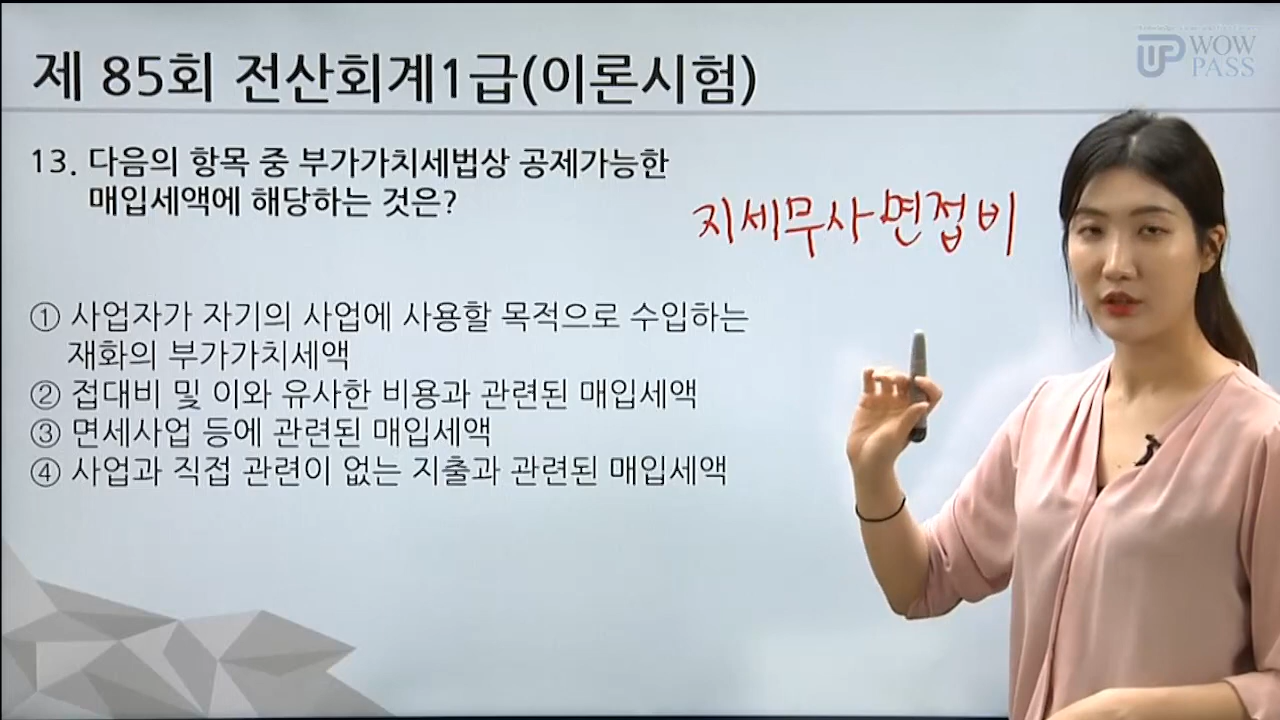 제 85회 전산회계1급(이론시험)
UP WOW
PASS
13. 다음의 항목 중 부가가치세법상 공제가능한
매입세액에 해당하는 것은?
지세무사면접비
① 사업자가 자기의 사업에 사용할 목적으로 수입하는
재화의 부가가치세액
② 접대비 및 이와 유사한 비용과 관련된 매입세액
③ 면세사업 등에 관련된 매입세액
④ 사업과 직접 관련이 없는 지출과 관련된 매입세액